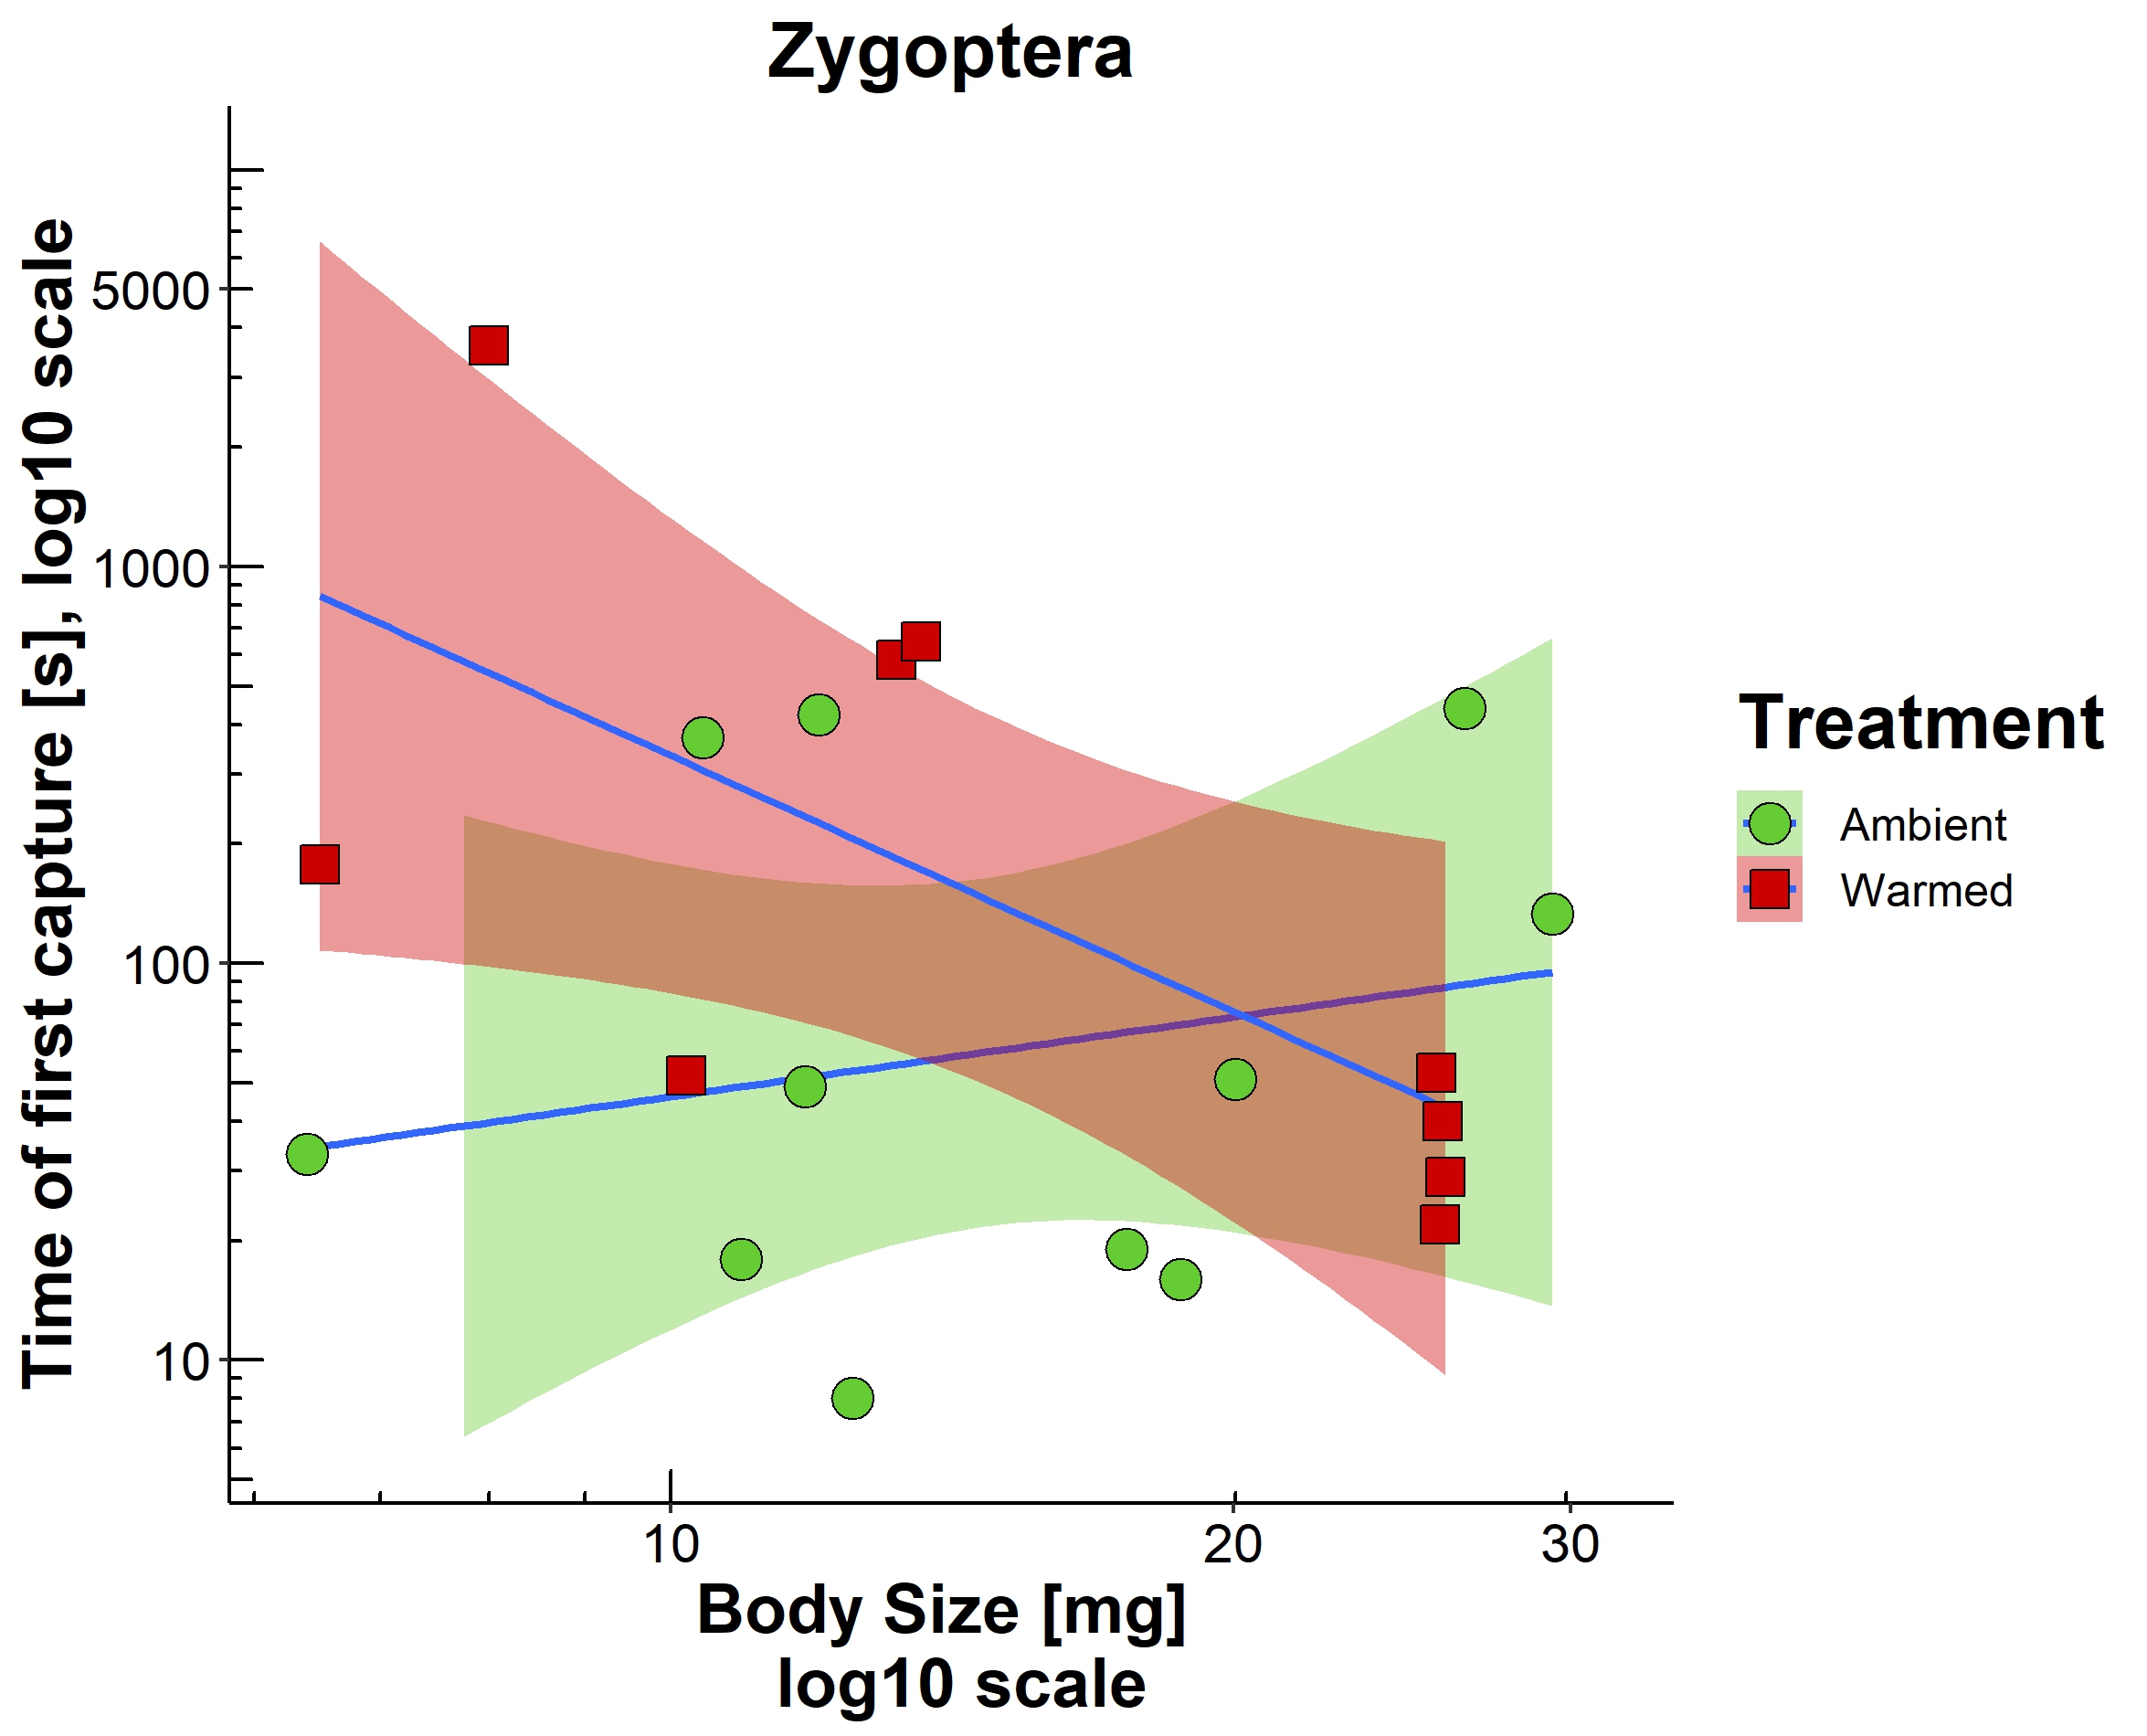 Zygoptera
Time of first capture [s], log10 scale
5000
1000
100
10
10
20
30
Body Size [mg]
log10 scale
Treatment
Ambient
Warmed